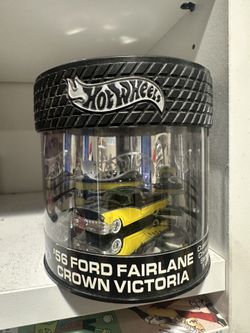 HOT WHEELS
'56 FORD FAIRLANE
CROWN VICTORIA